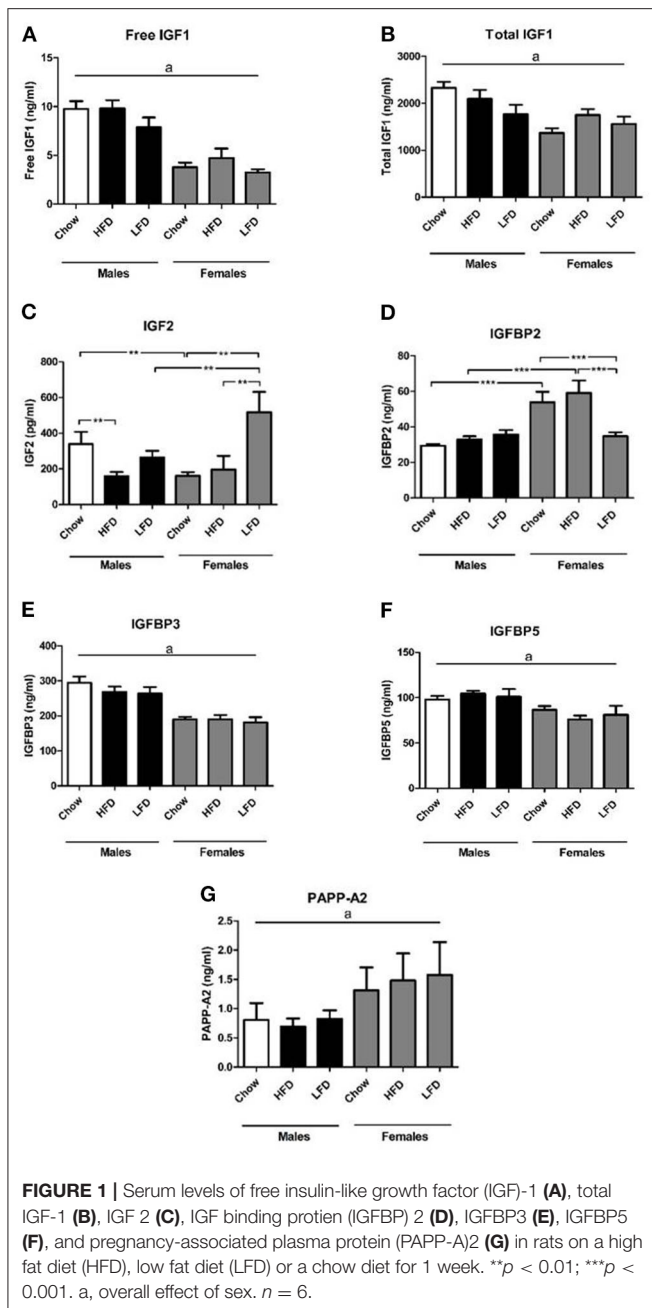 A
Free IGF1
a
Free IGF1 (ng/ml)
15
10
5
0
Chow HFD LFD Chow HFD LFD
Males Females
B
Total IGF1
a
Total IGF1 (ng/ml)
3000
2000
1000
0
Chow HFD LFD Chow HFD LFD
Males Females
C
IGF2
IGF2 (pg/ml)
800
600
400
200
0
** **
**
** **
Chow HFD LFD Chow HFD LFD
Males Females
D
IGFBP2
IGFBP2 (ng/ml)
80
60
40
20
0
***
*** ***
***
Chow HFD LFD Chow HFD LFD
Males Females
E
IGFBP3
a
IGFBP3 (ng/ml)
400
300
200
100
0
Chow HFD LFD Chow HFD LFD
Males Females
F
IGFBP5
a
IGFBP5 (ng/ml)
150
100
50
0
Chow HFD LFD Chow HFD LFD
Males Females
G
PAPP-A2
a
PAPP-A2 (ng/ml)
2.5
2.0
1.5
1.0
0.5
0.0
Chow HFD LFD Chow HFD LFD
Males Females
FIGURE 1 | Serum levels of free insulin-like growth factor (IGF)-1 (A), total
IGF-1 (B), IGF 2 (C), IGF binding protien (IGFBP) 2 (D), IGFBP3 (E), IGFBP5
(F), and pregnancy-associated plasma protein (PAPP-A)2 (G) in rats on a high
fat diet (HFD), low fat diet (LFD) or a chow diet for 1 week. **p < 0.01; ***p <
0.001. a, overall effect of sex. n = 6.